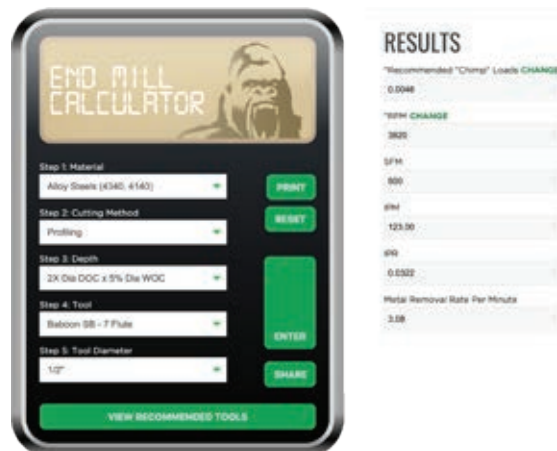 END MILL
CALCULATOR
Step 1: Material
Alloy Steels (4340, 4140)
PRINT
Step 2: Cutting Method
Profiling
RESET
Step 3: Depth
2X Dia DOC x 5% Dia WOC
Step 4: Tool
Baboon SB - 7 Flute
ENTER
Step 5: Tool Diameter
1/2"
SHARE
VIEW RECOMMENDED TOOLS
RESULTS
*Recommended "Chimp" Loads CHANGE
0.0046
*RPM CHANGE
3820
SFM
500
IPM
123.00
IPR
0.0322
Metal Removal Rate Per Minute
3.08